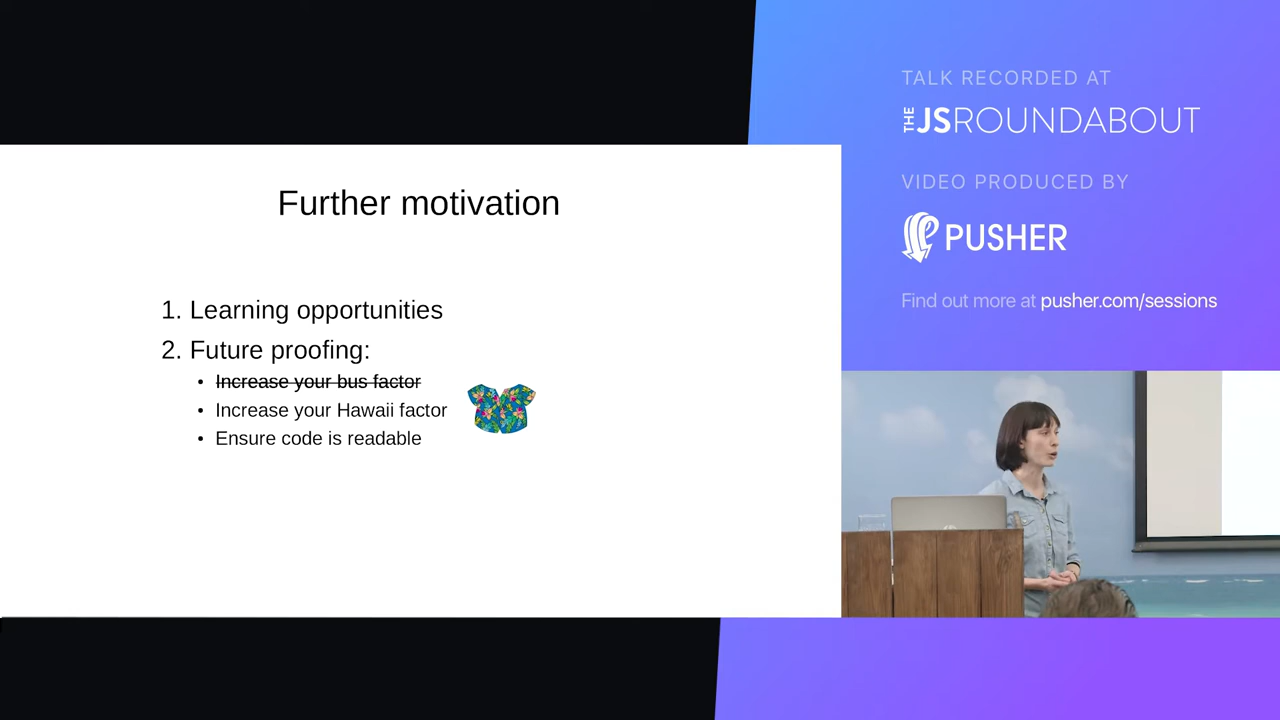 Further motivation
1. Learning opportunities
2. Future proofing:
• Increase your bus factor
• Increase your Hawaii factor
• Ensure code is readable
TALK RECORDED AT
THE JSROUNDABOUT
VIDEO PRODUCED BY
PUSHER
Find out more at pusher.com/sessions